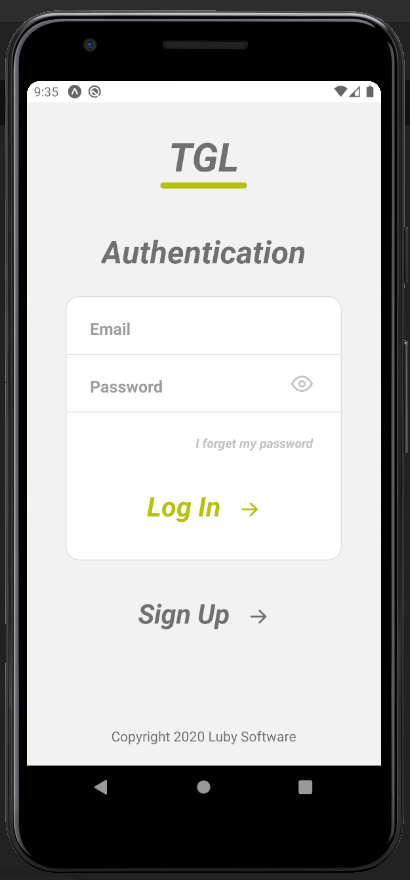 9:35
TGL
Authentication
Email
Password
I forget my password
Log In
Sign Up
Copyright 2020 Luby Software